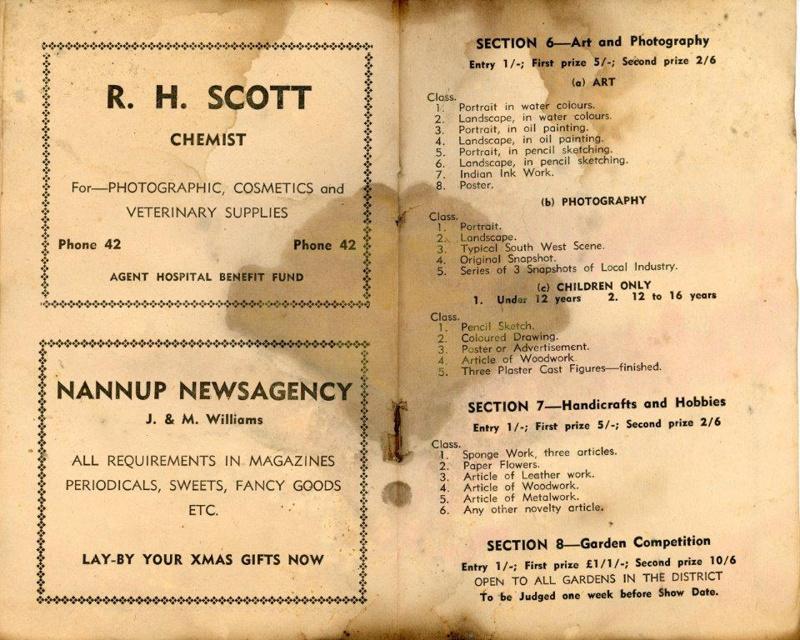 R. H. SCOTT
CHEMIST
For—PHOTOGRAPHIC, COSMETICS and
VETERINARY SUPPLIES
Phone 42 Phone 42
AGENT HOSPITAL BENEFIT FUND
NANNUP NEWSAGENCY
J. & M. Williams
ALL REQUIREMENTS IN MAGAZINES
PERIODICALS, SWEETS, FANCY GOODS
ETC.
LAY-BY YOUR XMAS GIFTS NOW
SECTION 6—Art and Photography
Entry 1/-; First prize 5/-; Second prize 2/6
(a) ART
Class.
1. Portrait in water colours.
2. Landscape, in water colours.
3. Portrait, in oil painting.
4. Landscape, in oil painting.
5. Portrait, in pencil sketching.
6. Landscape, in pencil sketching.
7. Indian Ink Work.
8. Poster.
(b) PHOTOGRAPHY
Class.
1. Portrait.
2. Landscape.
3. Typical South West Scene.
4. Original Snapshot.
5. Series of 3 Snapshots of Local Industry.
(c) CHILDREN ONLY
1. Under 12 years 2. 12 to 16 years
Class.
1. Pencil Sketch.
2. Coloured Drawing.
3. Poster or Advertisement.
4. Article of Woodwork
5. Three Plaster Cast Figures—finished.
SECTION 7—Handicrafts and Hobbies
Entry 1/-; First prize 5/-; Second prize 2/6
Class.
1. Sponge Work, three articles.
2. Paper Flowers.
3. Article of Leather work.
4. Article of Woodwork.
5. Article of Metalwork.
6. Any other novelty article.
SECTION 8—Garden Competition
Entry 1/-; First prize £1/1/-; Second prize 10/6
OPEN TO ALL GARDENS IN THE DISTRICT
To be Judged one week before Show Date.